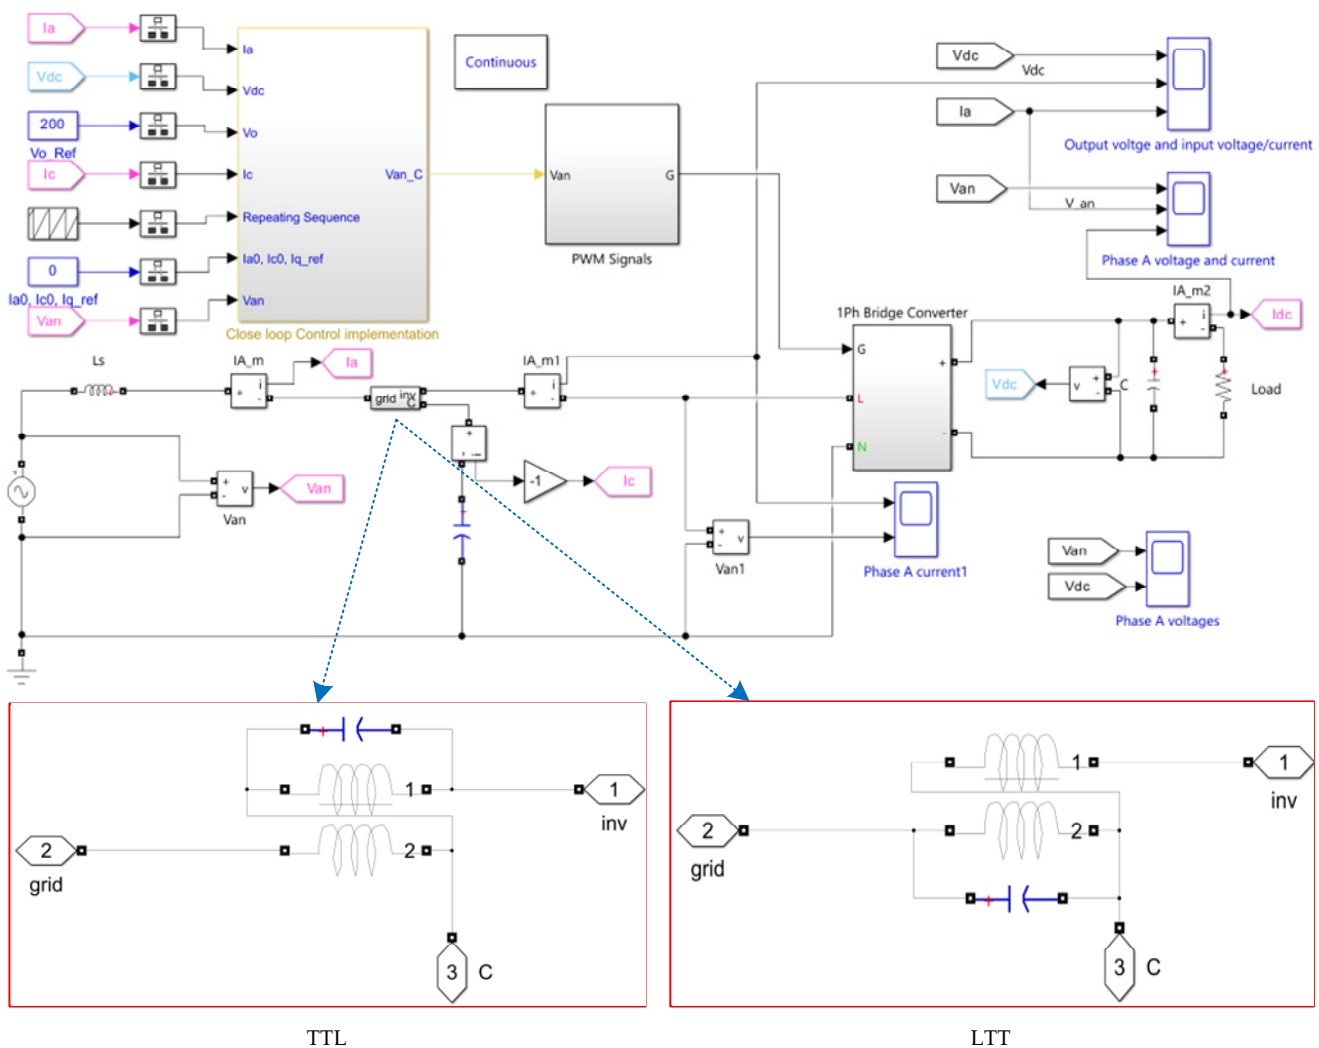 Ia
Vdc
200
Vo_Ref
Ic
0
Ia0, Ic0, Iq_ref
Van
Ia
Vdc
Vo
Ic
Van_C
Repeating Sequence
Ia0, Ic0, Iq_ref
Van
Close loop Control implementation
Continuous
Van
G
PWM Signals
Vdc
Vdc
Ia
Output voltge and input voltage/current
Van
V_an
Phase A voltage and current
IA_m2
+ i -
Idc
1Ph Bridge Converter
G
+
L
-
N
Vdc
v + -
C
+
+
Load
Ls
+
IA_m
+ i -
Ia
grid inv
C
IA_m1
+ i -
+ i -
-1
Ic
+
+ - v
Van
Van
+ - v
Van1
Phase A current1
Van
Vdc
Phase A voltages
+
1
1
inv
2
grid
2
3
C
1
1
inv
2
grid
2
+
3
C
TTL
LTT